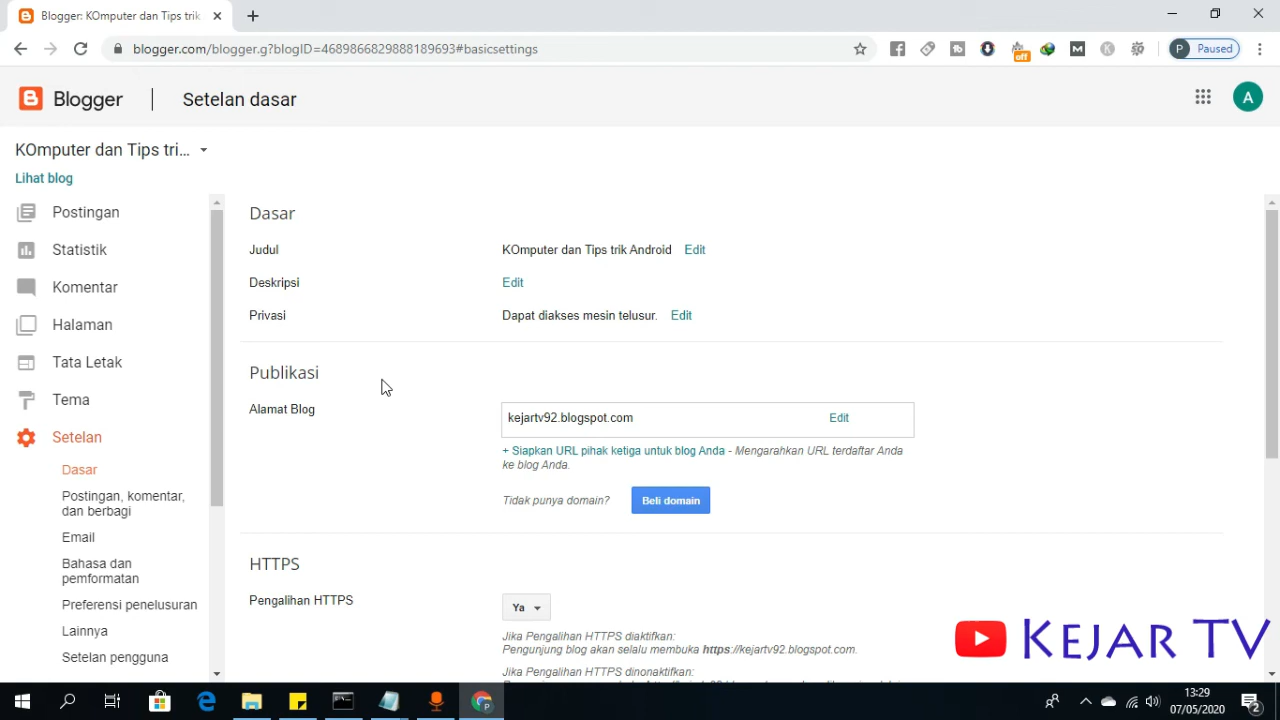 Blogger: KOmputer dan Tips trik
blogger.com/blogger.g?blogID=4689866829888189693#basicsettings
off
M
K
P
Paused
Blogger
Setelan dasar
A
KOmputer dan Tips tri...
Lihat blog
Postingan
Statistik
Komentar
Halaman
Tata Letak
Tema
Setelan
Dasar
Postingan, komentar,
dan berbagi
Email
Bahasa dan
pemformatan
Preferensi penelusuran
Lainnya
Setelan pengguna
Dasar
Judul
KOmputer dan Tips trik Android Edit
Deskripsi
Edit
Privasi
Dapat diakses mesin telusur. Edit
Publikasi
Alamat Blog
kejartv92.blogspot.com Edit
+ Siapkan URL pihak ketiga untuk blog Anda - Mengarahkan URL terdaftar Anda
ke blog Anda.
Tidak punya domain? Beli domain
HTTPS
Pengalihan HTTPS
Ya
Jika Pengalihan HTTPS diaktifkan:
Pengunjung blog akan selalu membuka https://kejartv92.blogspot.com.
Jika Pengalihan HTTPS dinonaktifkan:
KEJAR TV
13:29
07/05/2020
2